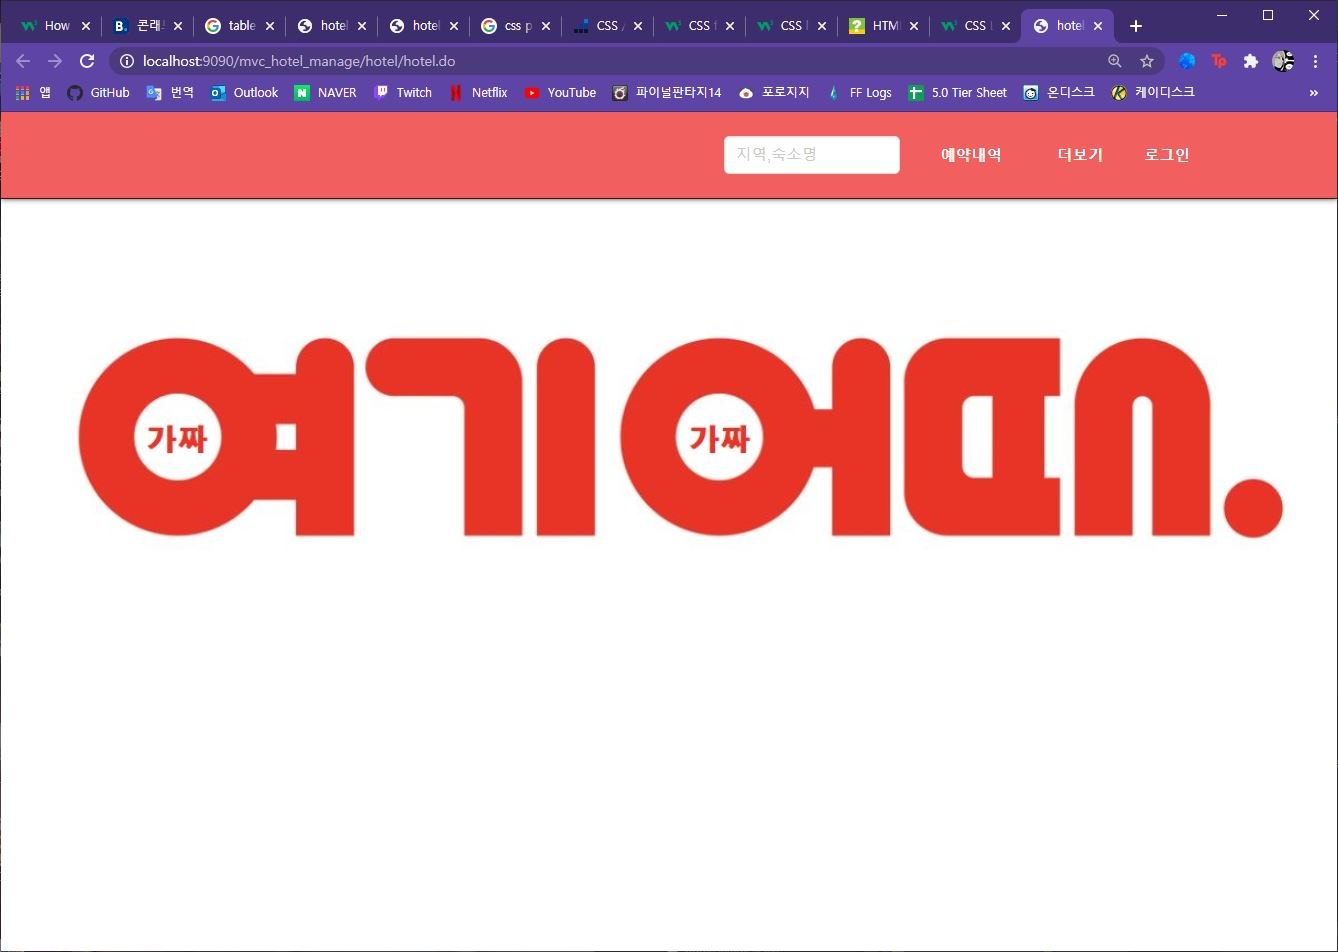 How
B. 콘래
table
hotel
hotel
css p
CSS
CSS f
CSS
HTM
CSS
hotel
localhost:9090/mvc_hotel_manage/hotel/hotel.do
Tp
앱 GitHub 번역 Outlook NAVER Twitch Netflix YouTube 파이널판타지14 포로지지 FF Logs 5.0 Tier Sheet 온디스크 케이디스크 »
지역,숙소명 예약내역 더보기 로그인
여기어때.
가짜 가짜